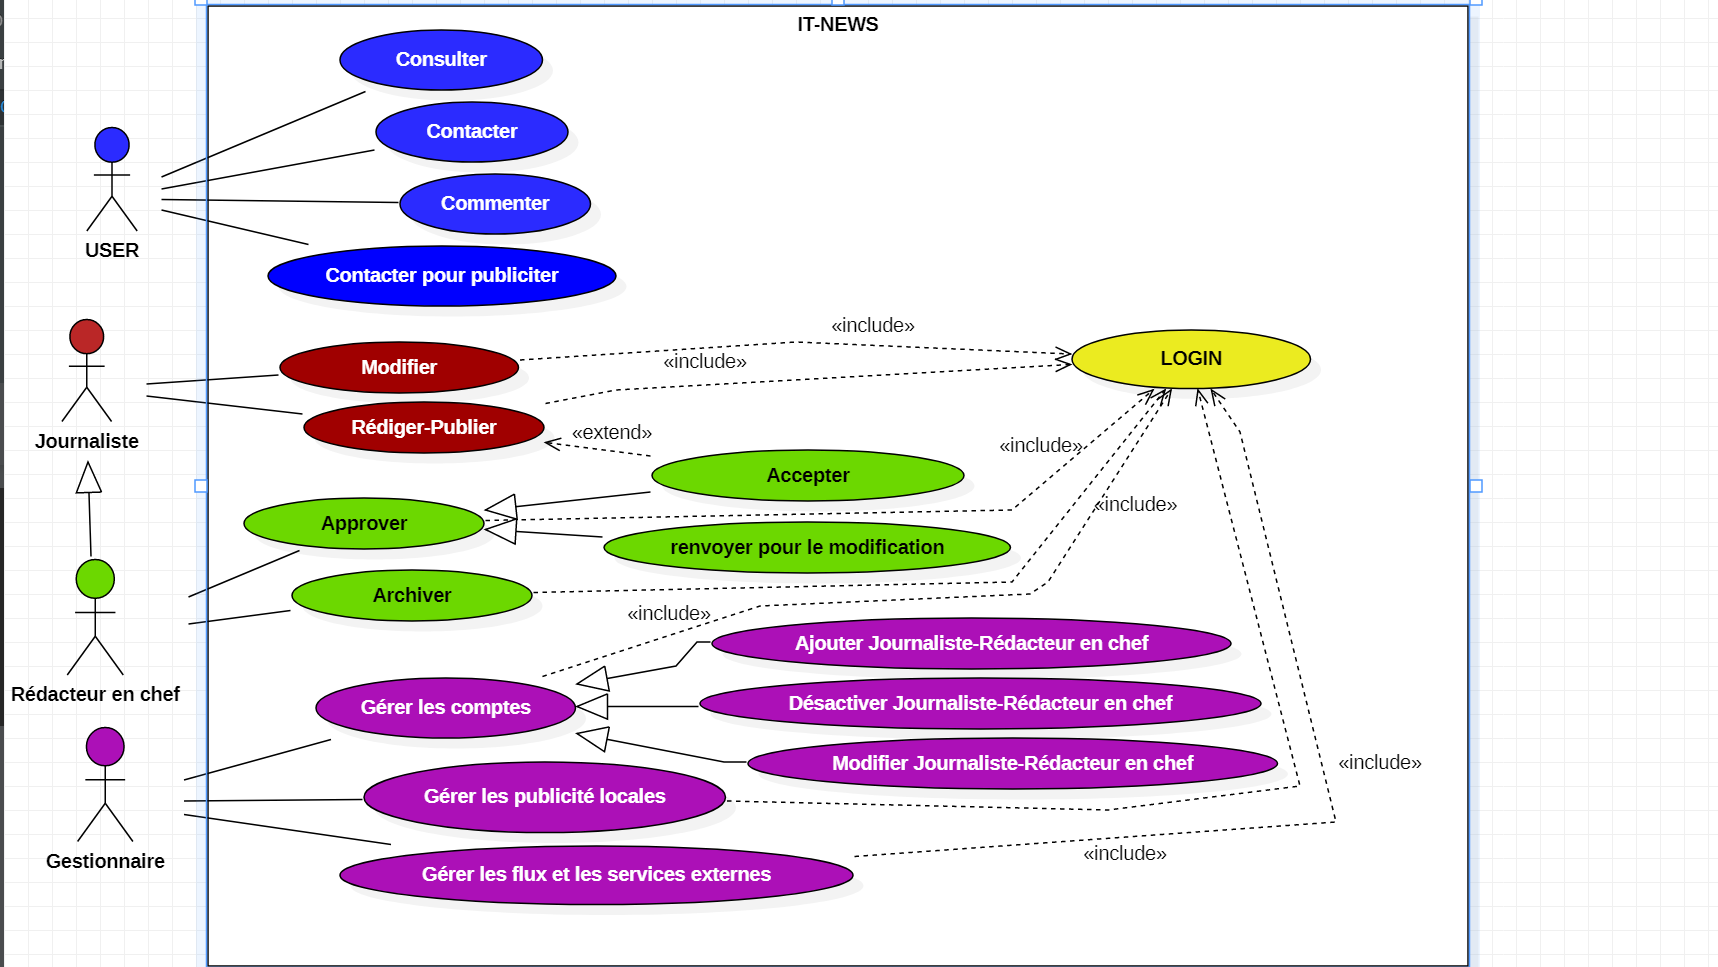 IT-NEWS
Consulter
Contacter
Commenter
USER
Contacter pour publiciter
«include»
LOGIN
«include»
Modifier
Rédiger-Publier
«extend»
Journaliste
«include»
Accepter
«include»
Approver
renvoyer pour le modification
Archiver
«include»
Ajouter Journaliste-Rédacteur en chef
Rédacteur en chef
Gérer les comptes
Désactiver Journaliste-Rédacteur en chef
Modifier Journaliste-Rédacteur en chef
«include»
Gérer les publicité locales
Gestionnaire
«include»
Gérer les flux et les services externes